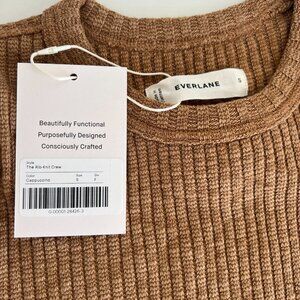 EVERLANE
S
Beautifully Functional
Purposefully Designed
Consciously Crafted
Style
The Rib-Knit Crew
Color Size
Cappuccino S